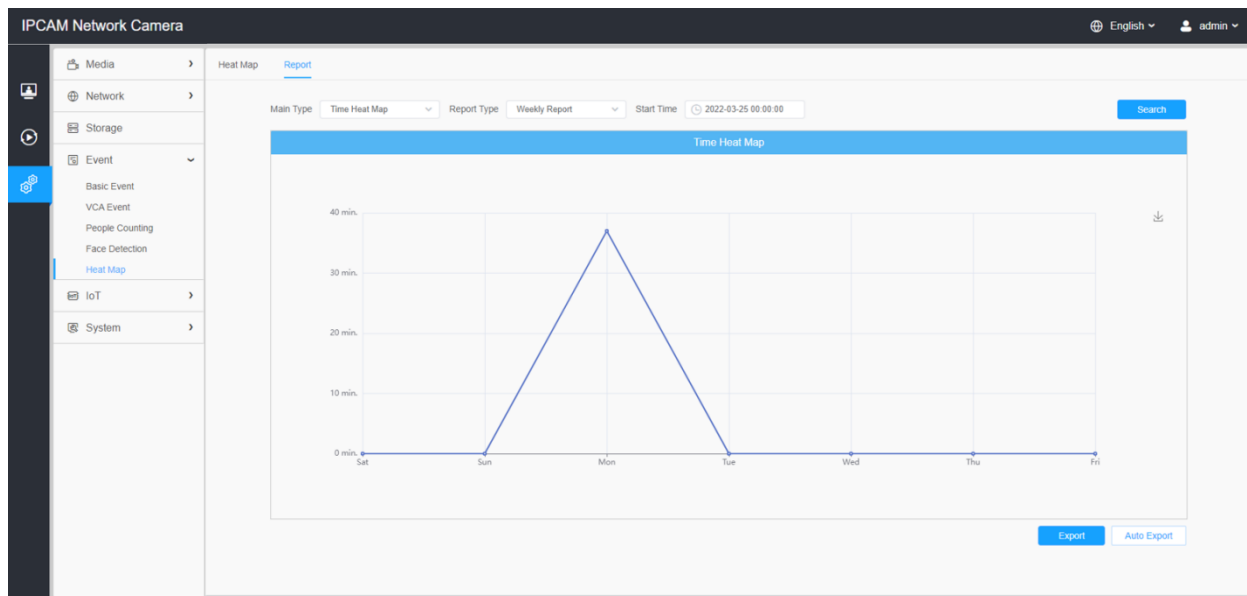 IPCAM Network Camera
English
admin
Media
Network
Storage
Event
Basic Event
VCA Event
People Counting
Face Detection
Heat Map
IoT
System
Heat Map Report
Main Type Time Heat Map Report Type Weekly Report Start Time 2022-03-25 00:00:00 Search
Time Heat Map
40 min.
30 min.
20 min.
10 min.
0 min.
Sat Sun Mon Tue Wed Thu Fri
Export Auto Export